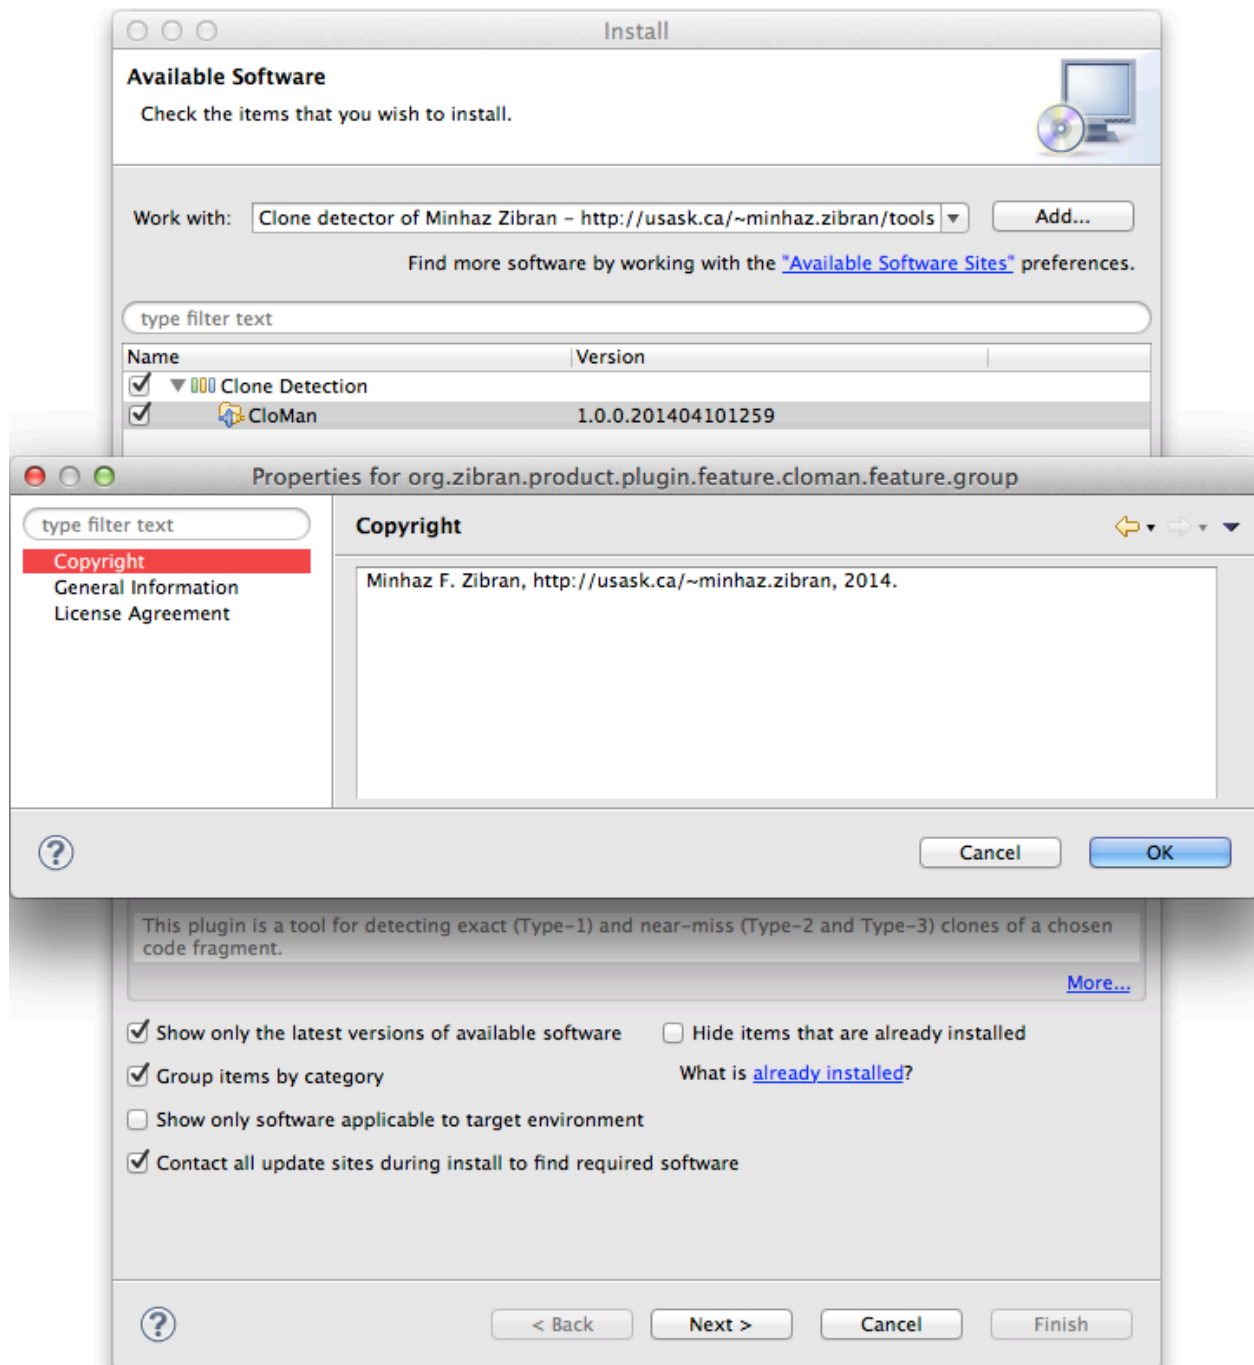 Install
Available Software
Check the items that you wish to install.
Work with: Clone detector of Minhaz Zibran - http://usask.ca/~minhaz.zibran/tools Add...
Find more software by working with the "Available Software Sites" preferences.
type filter text
Name Version
Clone Detection
CloMan 1.0.0.201404101259
Properties for org.zibran.product.plugin.feature.cloman.feature.group
type filter text
Copyright
General Information
License Agreement
Copyright
Minhaz F. Zibran, http://usask.ca/~minhaz.zibran, 2014.
? Cancel OK
This plugin is a tool for detecting exact (Type-1) and near-miss (Type-2 and Type-3) clones of a chosen
code fragment.
More...
Show only the latest versions of available software Hide items that are already installed
Group items by category What is already installed?
Show only software applicable to target environment
Contact all update sites during install to find required software
? < Back Next > Cancel Finish